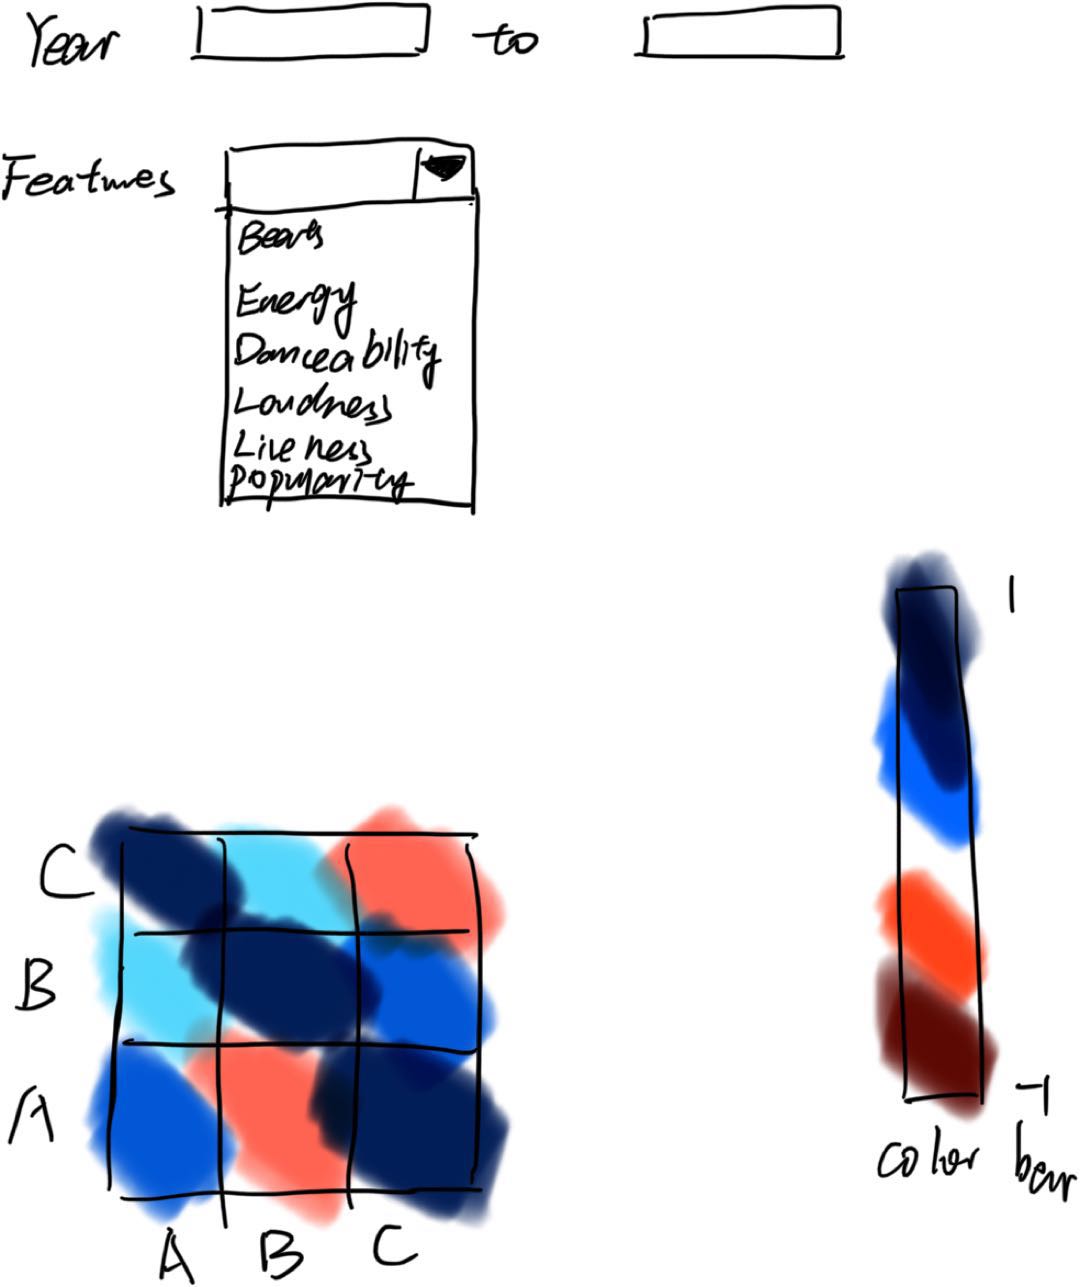 Year to
Features
Beats
Energy
Danceability
Loudness
Liveness
Popularity
1
C
B
A
-1
color bar
A B C